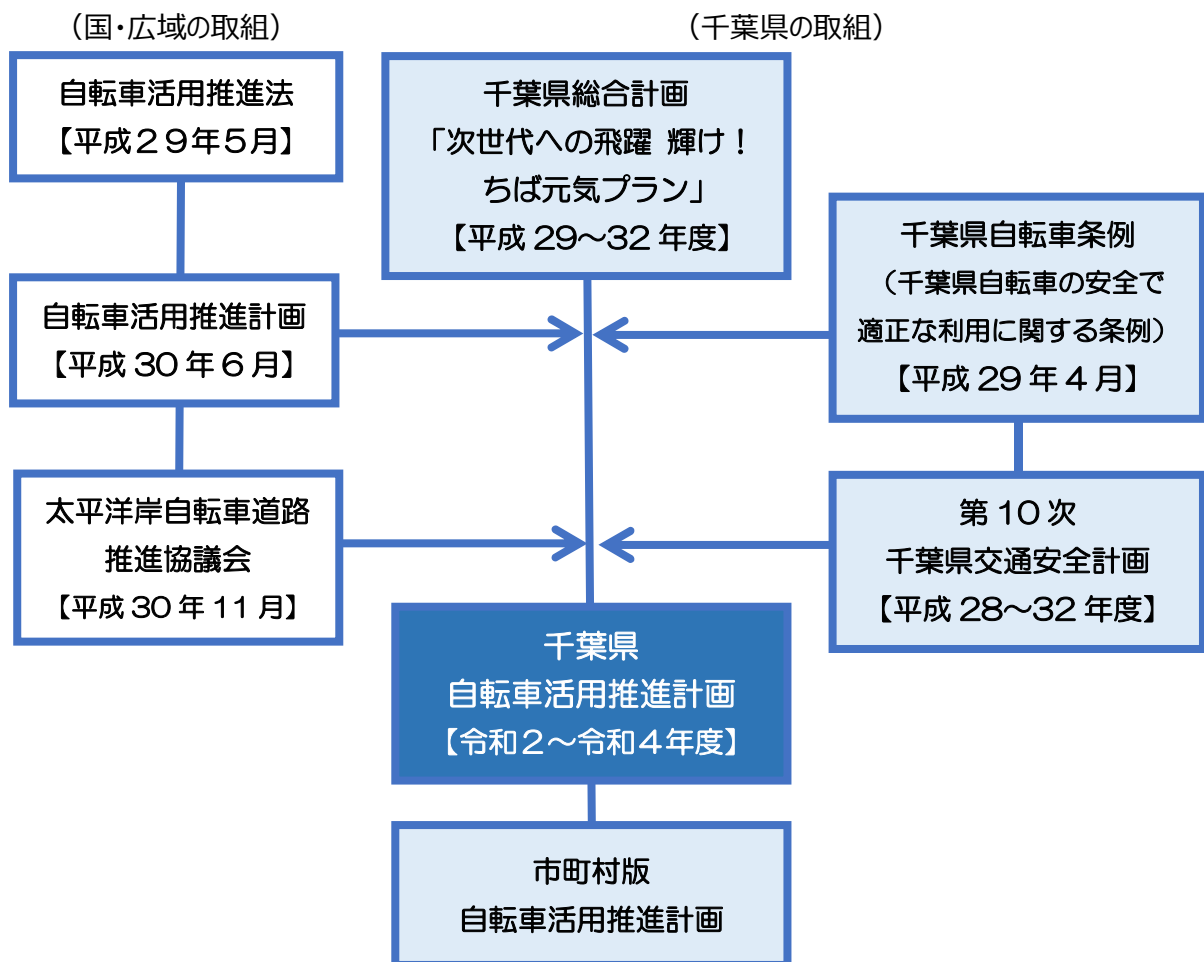 （国・広域の取組）
（千葉県の取組）
自転車活用推進法
【平成２９年５月】
千葉県総合計画
「次世代への飛躍 輝け！
ちば元気プラン」
【平成 29～32 年度】
千葉県自転車条例
（千葉県自転車の安全で
適正な利用に関する条例）
【平成 29 年 4 月】
自転車活用推進計画
【平成 30 年 6 月】
太平洋岸自転車道路
推進協議会
【平成 30 年 11 月】
第 10 次
千葉県交通安全計画
【平成 28～32 年度】
千葉県
自転車活用推進計画
【令和２～令和４年度】
市町村版
自転車活用推進計画